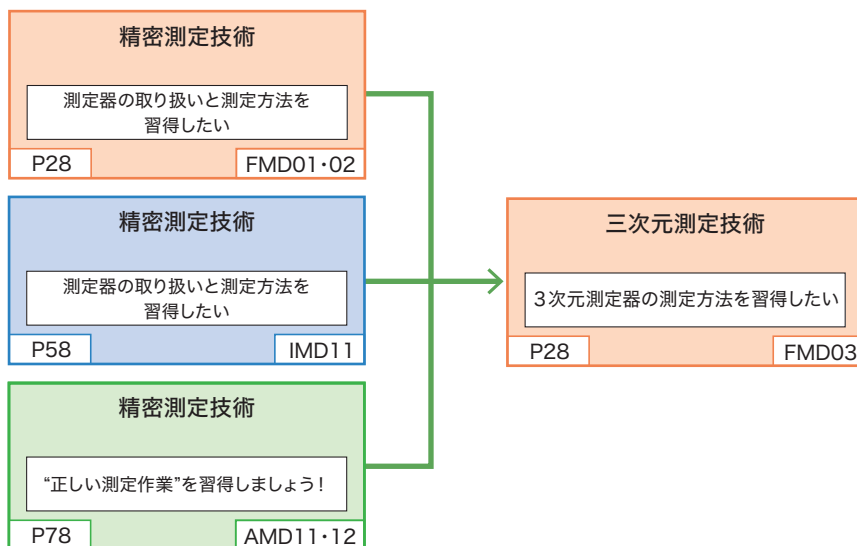 精密測定技術
測定器の取り扱いと測定方法を
習得したい
P28
FMD01・02
精密測定技術
測定器の取り扱いと測定方法を
習得したい
P58
IMD11
精密測定技術
“正しい測定作業”を習得しましょう！
P78
AMD11・12
三次元測定技術
３次元測定器の測定方法を習得したい
P28
FMD03